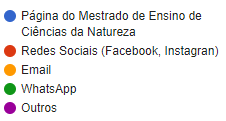 Página do Mestrado de Ensino de
Ciências da Natureza
Redes Sociais (Facebook, Instagran)
Email
WhatsApp
Outros